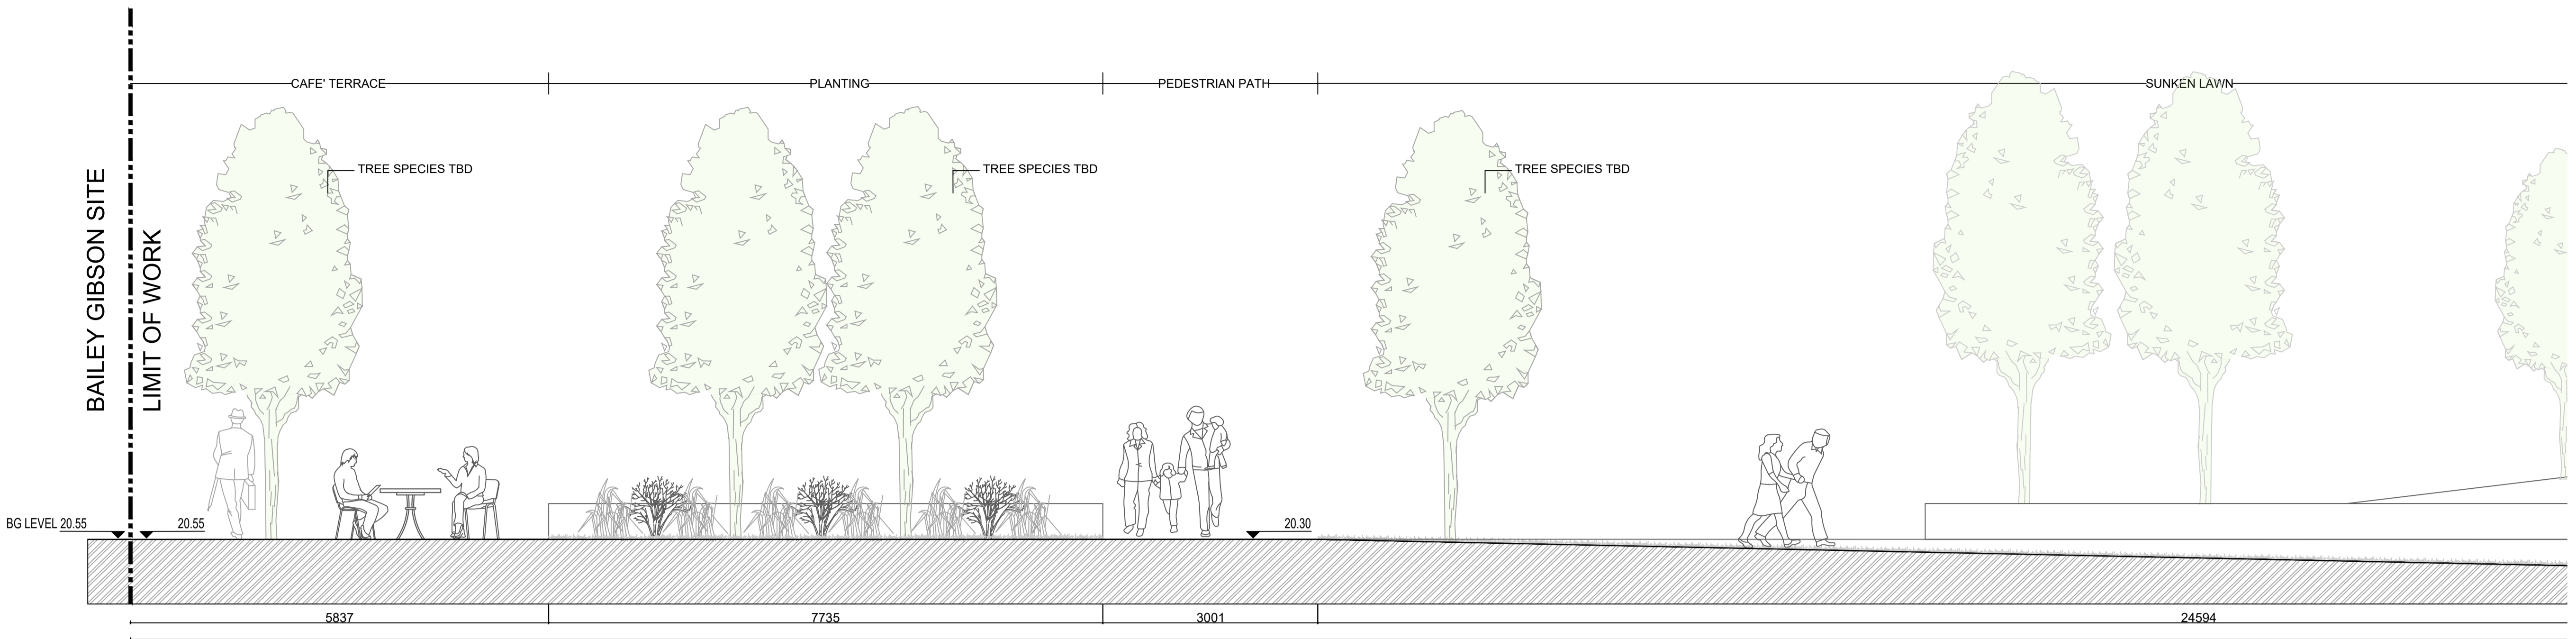 CAFE' TERRACE
PLANTING
PEDESTRIAN PATH
SUNKEN LAWN
TREE SPECIES TBD
TREE SPECIES TBD
TREE SPECIES TBD
BAILEY GIBSON SITE
LIMIT OF WORK
BG LEVEL 20.55
20.55
20.30
5837
7735
3001
24594